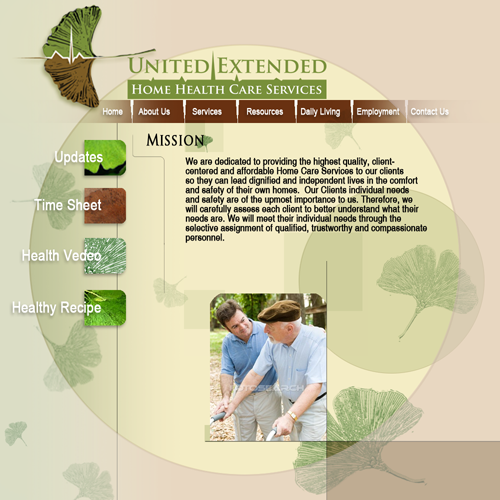 UNITED EXTENDED
HOME HEALTH CARE SERVICES
Home About Us Services Resources Daily Living Employment Contact Us
MISSION
We are dedicated to providing the highest quality, client-
centered and affordable Home Care Services to our clients
so they can lead dignified and independent lives in the comfort
and safety of their own homes. Our Clients individual needs
and safety are of the upmost importance to us. Therefore, we
will carefully assess each client to better understand what their
needs are. We will meet their individual needs through the
selective assignment of qualified, trustworthy and compassionate
personnel.
Updates
Time Sheet
Health Vedeo
Healthy Recipe
FOTOSEARCH